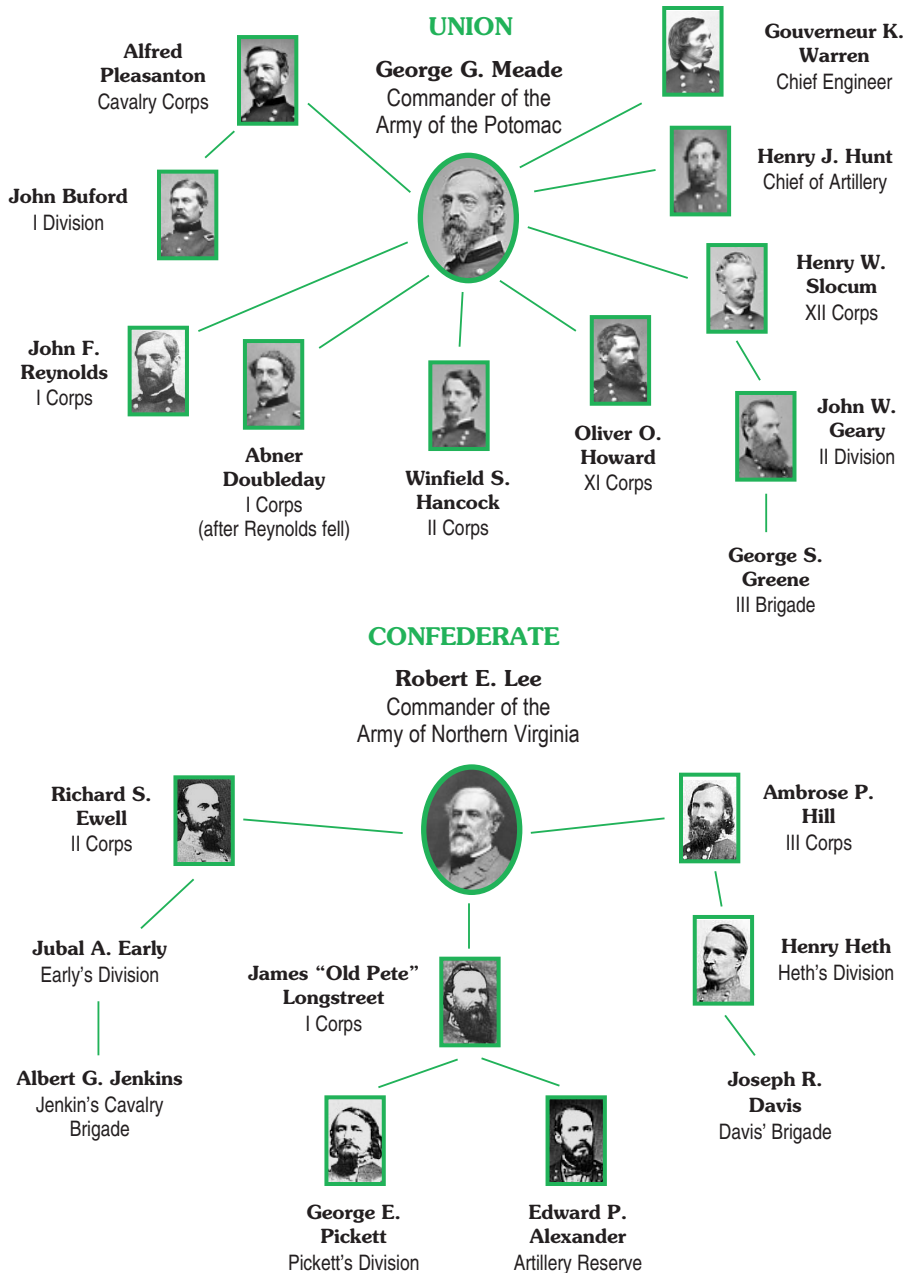 UNION
George G. Meade
Commander of the
Army of the Potomac
Alfred
Pleasanton
Cavalry Corps
John Buford
I Division
Gouverneur K.
Warren
Chief Engineer
Henry J. Hunt
Chief of Artillery
Henry W.
Slocum
XII Corps
John W.
Geary
II Division
George S.
Greene
III Brigade
John F.
Reynolds
I Corps
Abner
Doubleday
I Corps
(after Reynolds fell)
Winfield S.
Hancock
II Corps
Oliver O.
Howard
XI Corps
CONFEDERATE
Robert E. Lee
Commander of the
Army of Northern Virginia
Richard S.
Ewell
II Corps
Jubal A. Early
Early's Division
Albert G. Jenkins
Jenkin's Cavalry
Brigade
James “Old Pete”
Longstreet
I Corps
George E.
Pickett
Pickett's Division
Edward P.
Alexander
Artillery Reserve
Ambrose P.
Hill
III Corps
Henry Heth
Heth's Division
Joseph R.
Davis
Davis' Brigade